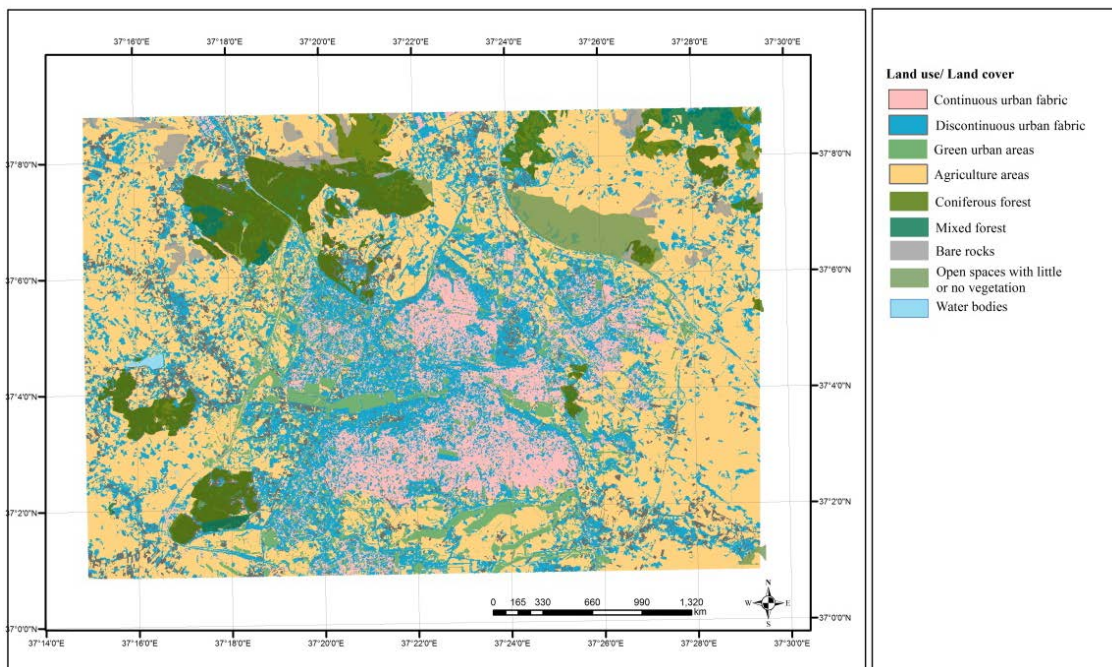 37°16'0"E 37°18'0"E 37°20'0"E 37°22'0"E 37°24'0"E 37°26'0"E 37°28'0"E 37°30'0"E
37°8'0"N 37°8'0"N
37°6'0"N 37°6'0"N
37°4'0"N 37°4'0"N
37°2'0"N 37°2'0"N
37°0'0"N 37°0'0"N
0 165 330 660 990 1,320
km
N
W E
S
37°14'0"E 37°16'0"E 37°18'0"E 37°20'0"E 37°22'0"E 37°24'0"E 37°26'0"E 37°28'0"E 37°30'0"E
Land use/ Land cover
Continuous urban fabric
Discontinuous urban fabric
Green urban areas
Agriculture areas
Coniferous forest
Mixed forest
Bare rocks
Open spaces with little
or no vegetation
Water bodies